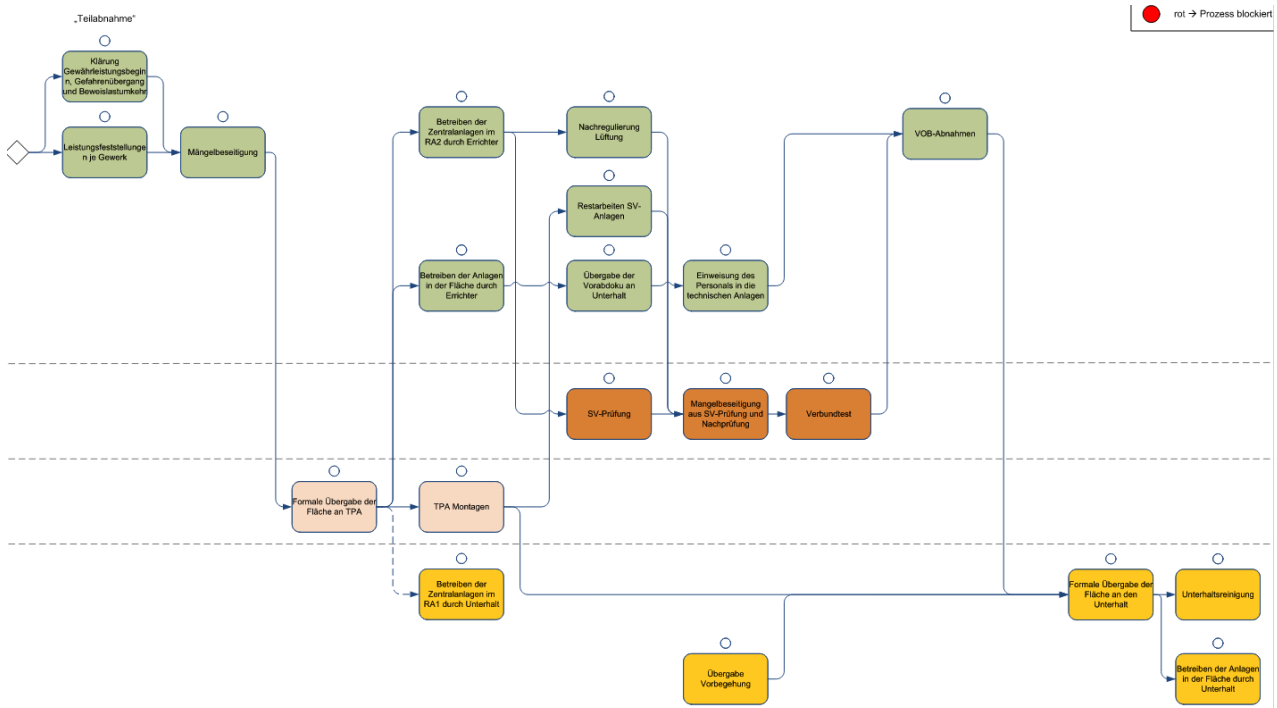 „Teilabnahme"
rot → Prozess blockiert
Klärung
Gewährleistungsbegin
n, Gefahrenübergang
und Beweislastumkehr
Leistungsfeststellunge
n je Gewerk
Mängelbeseitigung
Betreiben der
Zentralanlagen im
RA2 durch Errichter
Nachregulierung
Lüftung
VOB-Abnahmen
Restarbeiten SV-
Anlagen
Betreiben der Anlagen
in der Fläche durch
Errichter
Übergabe der
Vorabdoku an
Unterhalt
Einweisung des
Personals in die
technischen Anlagen
SV-Prüfung
Mangelbeseitigung
aus SV-Prüfung und
Nachprüfung
Verbundtest
Formale Übergabe der
Fläche an TPA
TPA Montagen
Betreiben der
Zentralanlagen im
RA1 durch Unterhalt
Formale Übergabe der
Fläche an den
Unterhalt
Unterhaltsreinigung
Übergabe
Vorbegehung
Betreiben der Anlagen
in der Fläche durch
Unterhalt